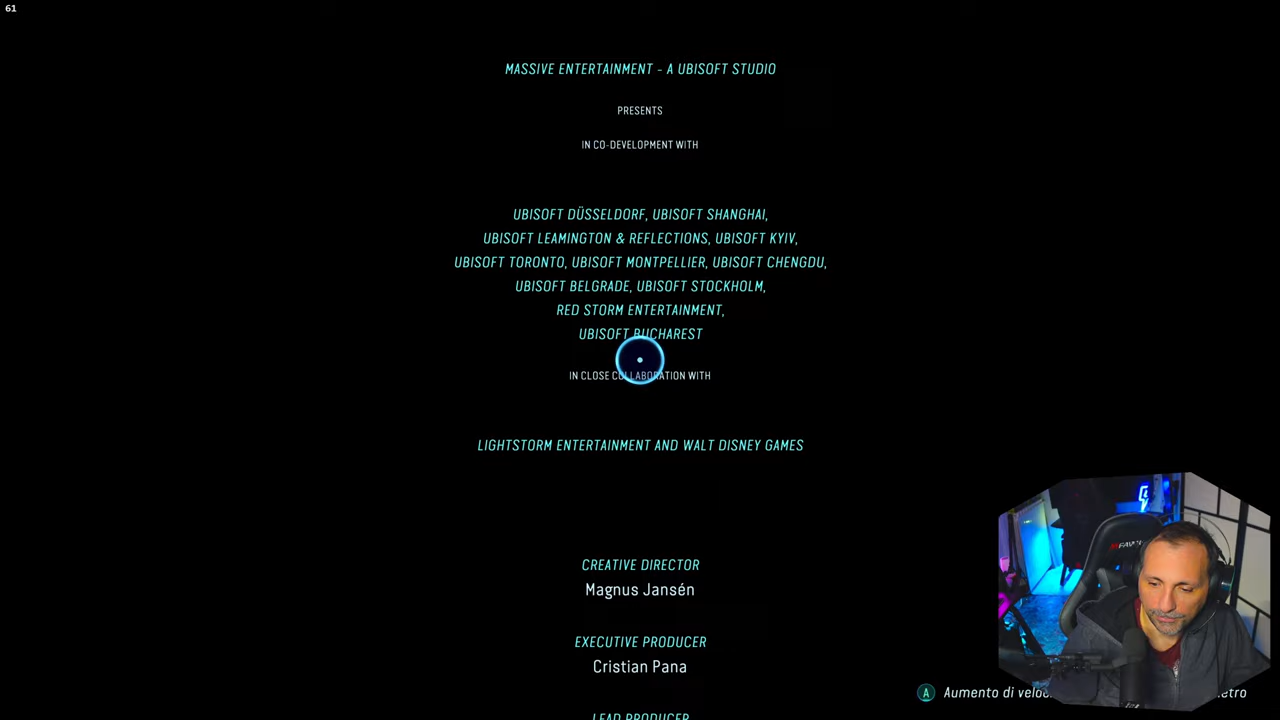 61
MASSIVE ENTERTAINMENT - A UBISOFT STUDIO
PRESENTS
IN CO-DEVELOPMENT WITH
UBISOFT DÜSSELDORF, UBISOFT SHANGHAI,
UBISOFT LEAMINGTON & REFLECTIONS, UBISOFT KYIV,
UBISOFT TORONTO, UBISOFT MONTPELLIER, UBISOFT CHENGDU,
UBISOFT BELGRADE, UBISOFT STOCKHOLM,
RED STORM ENTERTAINMENT,
UBISOFT BUCHAREST
IN CLOSE COLLABORATION WITH
LIGHTSTORM ENTERTAINMENT AND WALT DISNEY GAMES
CREATIVE DIRECTOR
Magnus Jansén
EXECUTIVE PRODUCER
Cristian Pana
LEAD PRODUCER
A Aumento di